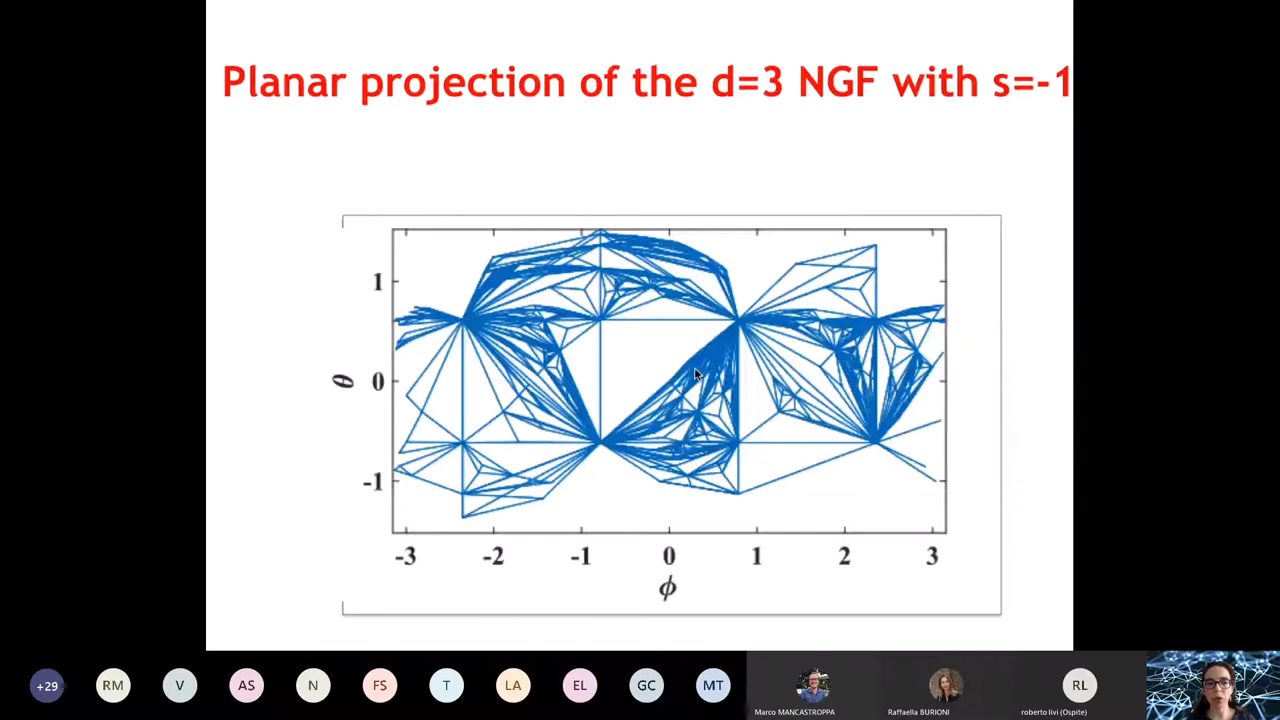 Planar projection of the d=3 NGF with s=-1
1
0
-1
θ
-3 -2 -1 0 1 2 3
ϕ
+29 RM V AS N FS T LA EL GC MT RL
Marco MANCASTROPPA Raffaella BURIONI roberto livi (Ospite)